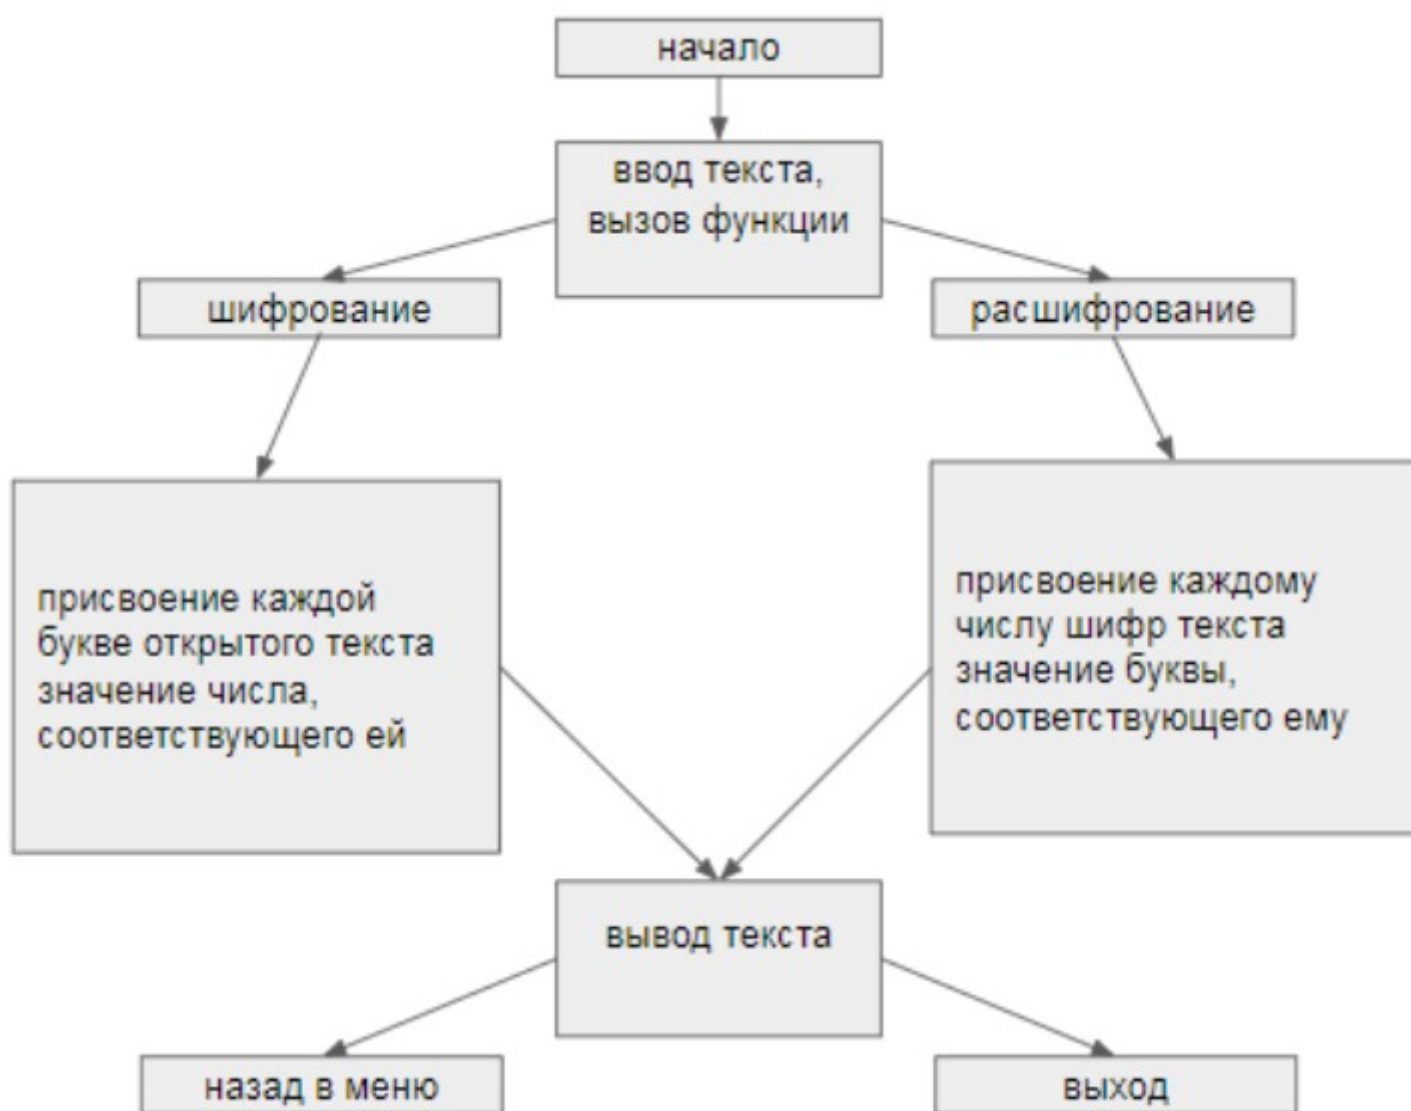 начало
ввод текста,
вызов функции
шифрование
расшифрование
присвоение каждой
букве открытого текста
значение числа,
соответствующего ей
присвоение каждому
числу шифр текста
значение буквы,
соответствующего ему
вывод текста
назад в меню
выход